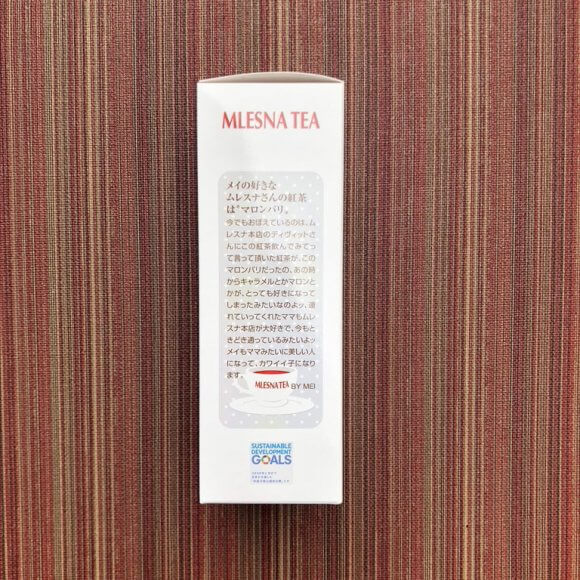 MLESNA TEA
メイの好きな
ムレスナさんの紅茶
は"マロンパリ。
今でもおぼえているのは、ム
レスナ本店のディヴィットさ
んにこの紅茶飲んでみてっ
て言って頂いた紅茶が、この
マロンパリだったの、あの時
からキャラメルとかマロンと
かが、とっても好きになって
しまったみたいなのよッ、連
れていってくれたママもムレ
スナ本店が大好きで、今もと
きどき通っているみたいよッ
メイもママみたいに美しい人
になって、カワイイ子になり
ます。
MLESNA TEA BY MEI
SUSTAINABLE
DEVELOPMENT
GOALS